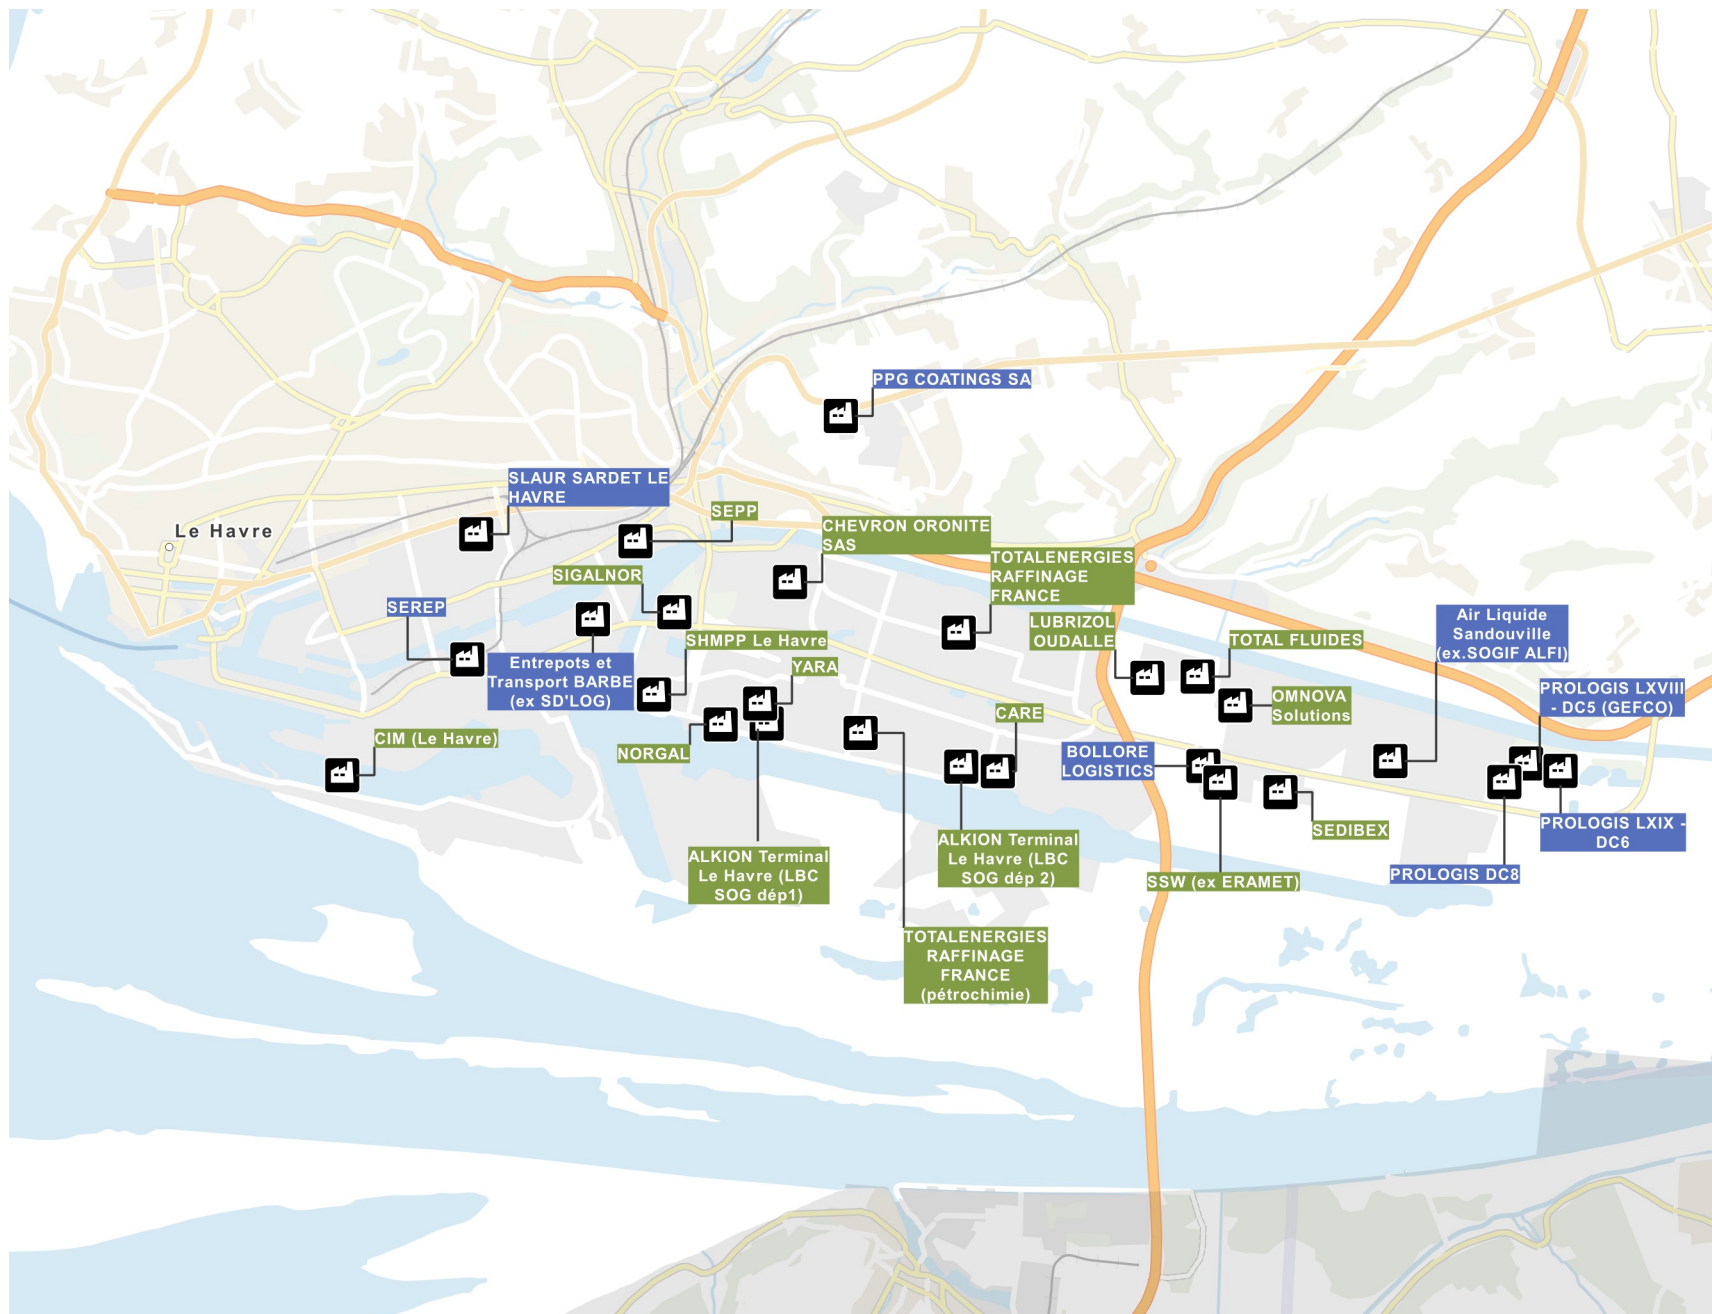 PPG COATINGS SA
SLAUR SARDET LE
HAVRE
SEPP
Le Havre
CHEVRON ORONITE
SAS
TOTALENERGIES
RAFFINAGE
FRANCE
SIGALNOR
SEREP
LUBRIZOL
OUDALLE
TOTAL FLUIDES
Air Liquide
Sandouville
(ex.SOGIF ALFI)
SHMPP Le Havre
Entrepots et
Transport BARBE
(ex SD'LOG)
YARA
PROLOGIS LXVIII
- DC5 (GEFCO)
OMNOVA
Solutions
CARE
CIM (Le Havre)
NORGAL
BOLLORE
LOGISTICS
SEDIBEX
PROLOGIS LXIX -
DC6
ALKION Terminal
Le Havre (LBC
SOG dép1)
ALKION Terminal
Le Havre (LBC
SOG dép 2)
SSW (ex ERAMET)
PROLOGIS DC8
TOTALENERGIES
RAFFINAGE
FRANCE
(pétrochimie)